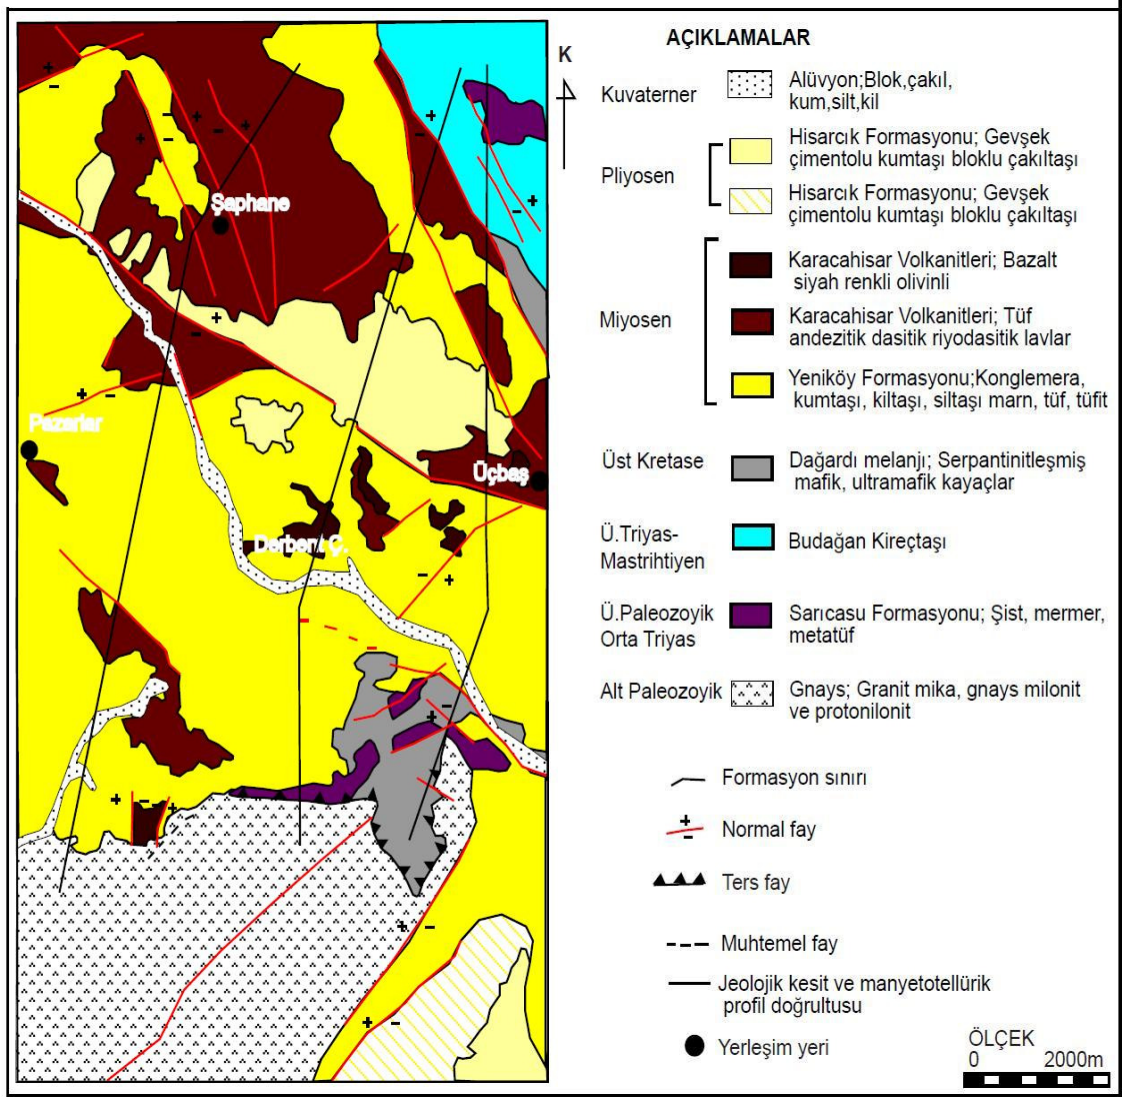 AÇIKLAMALAR
K
Kuvaterner
Alüvyon;Blok,çakıl,
kum,silt,kil
Pliyosen
Hisarcık Formasyonu; Gevşek
çimentolu kumtaşı bloklu çakıltaşı
Hisarcık Formasyonu; Gevşek
çimentolu kumtaşı bloklu çakıltaşı
Miyosen
Karacahisar Volkanitleri; Bazalt
siyah renkli olivinli
Karacahisar Volkanitleri; Tüf
andezitik dasitik riyodasitik lavlar
Yeniköy Formasyonu;Konglemera,
kumtaşı, kiltaşı, siltaşı marn, tüf, tüfit
Üst Kretase
Dağardı melanjı; Serpantinitleşmiş
mafik, ultramafik kayaçlar
Ü.Triyas-
Mastrihtiyen
Budağan Kireçtaşı
Ü.Paleozoyik
Orta Triyas
Sarıcasu Formasyonu; Şist, mermer,
metatüf
Alt Paleozoyik
Gnays; Granit mika, gnays milonit
ve protonilonit
Formasyon sınırı
Normal fay
Ters fay
Muhtemel fay
Jeolojik kesit ve manyetotellürik
profil doğrultusu
Yerleşim yeri
ÖLÇEK
0 2000m
Şaphane
Pazarlar
Üçbaş
Derbent Ç.